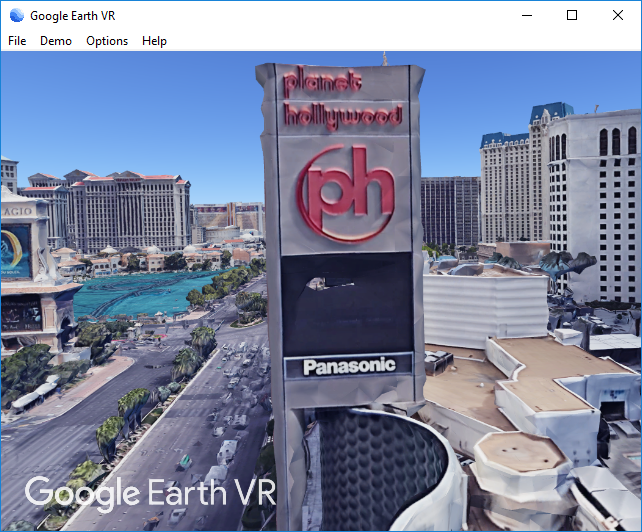 Google Earth VR
File Demo Options Help
planet
hollywood
ph
AGIO
Panasonic
Google Earth VR